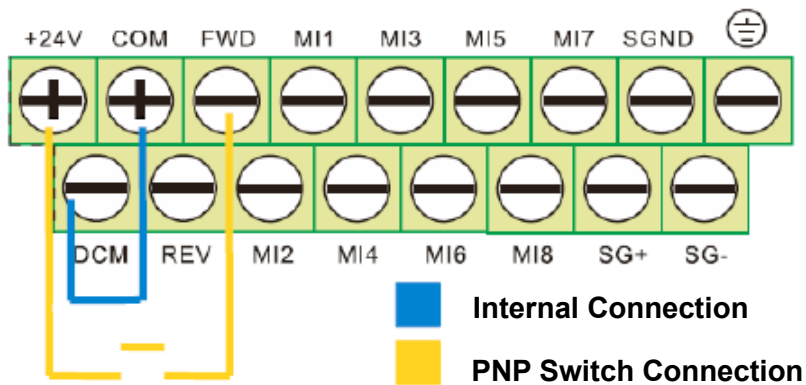 +24V COM FWD MI1 MI3 MI5 MI7 SGND
DCM REV MI2 MI4 MI6 MI8 SG+ SG-
Internal Connection
PNP Switch Connection